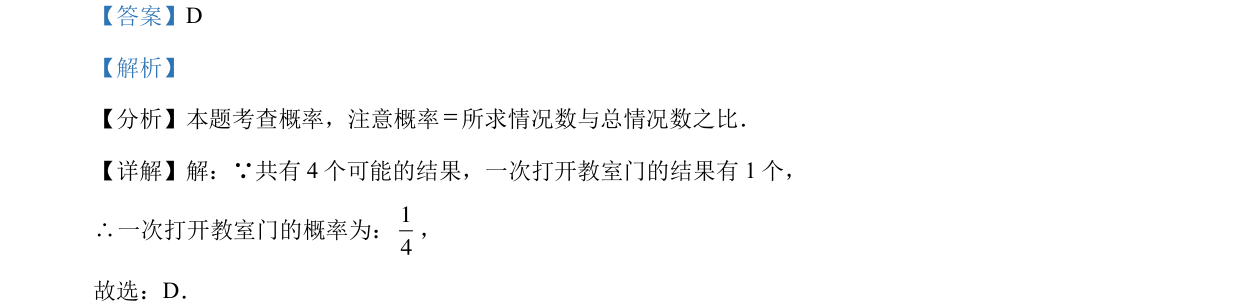 【答案】D
【解析】
【分析】本题考查概率，注意概率＝所求情况数与总情况数之比．
【详解】解：∵共有 4 个可能的结果，一次打开教室门的结果有 1 个，
∴一次打开教室门的概率为：1/4，
故选：D．